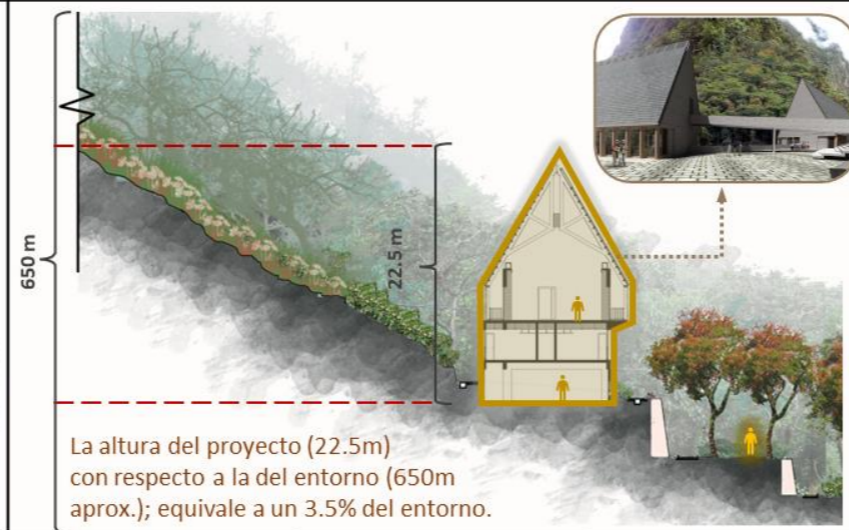 650 m
22.5 m
La altura del proyecto (22.5m)
con respecto a la del entorno (650m
aprox.); equivale a un 3.5% del entorno.